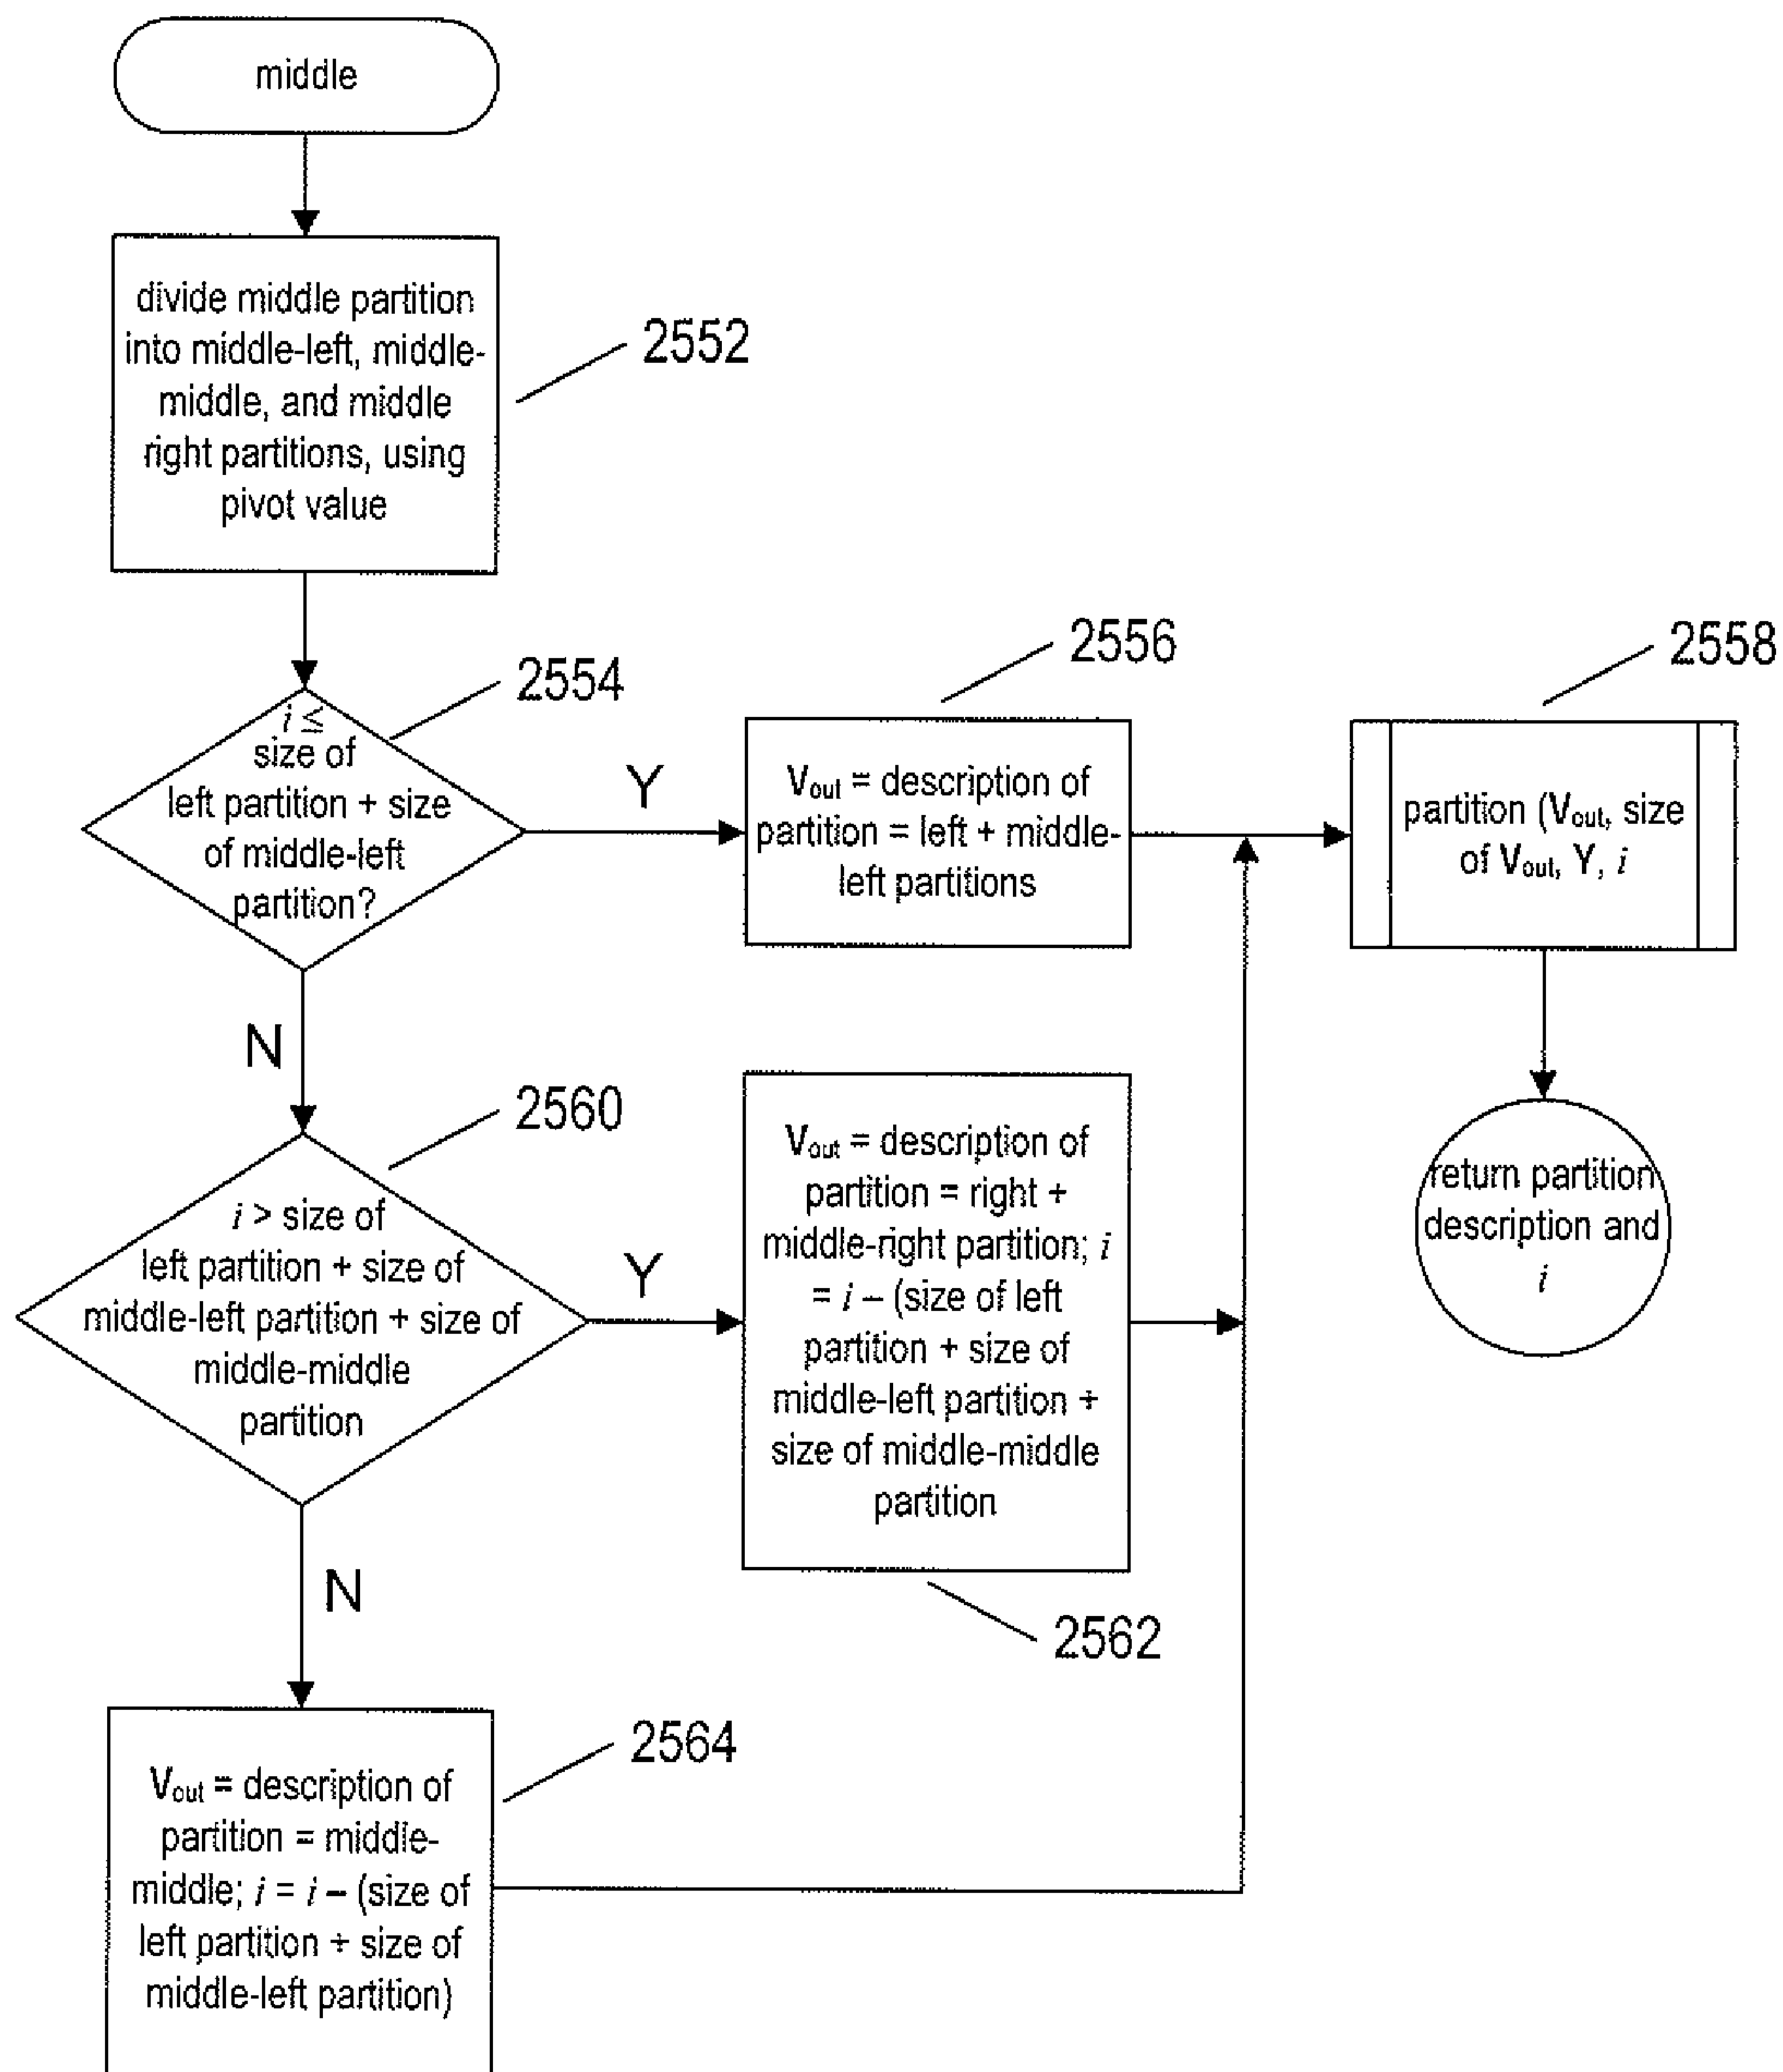 middle
divide middle partition
into middle-left, middle-
middle, and middle
right partitions, using
pivot value
2552
2554
i ≤
size of
left partition + size
of middle-left
partition?
Y
2556
Vout = description of
partition = left + middle-
left partitions
2558
partition (Vout, size
of Vout, Y, i
N
2560
i > size of
left partition + size of
middle-left partition + size of
middle-middle
partition
Y
Vout = description of
partition = right +
middle-right partition; i
= i – (size of left
partition + size of
middle-left partition +
size of middle-middle
partition
2562
return partition
description and
i
N
2564
Vout = description of
partition = middle-
middle; i = i – (size of
left partition + size of
middle-left partition)